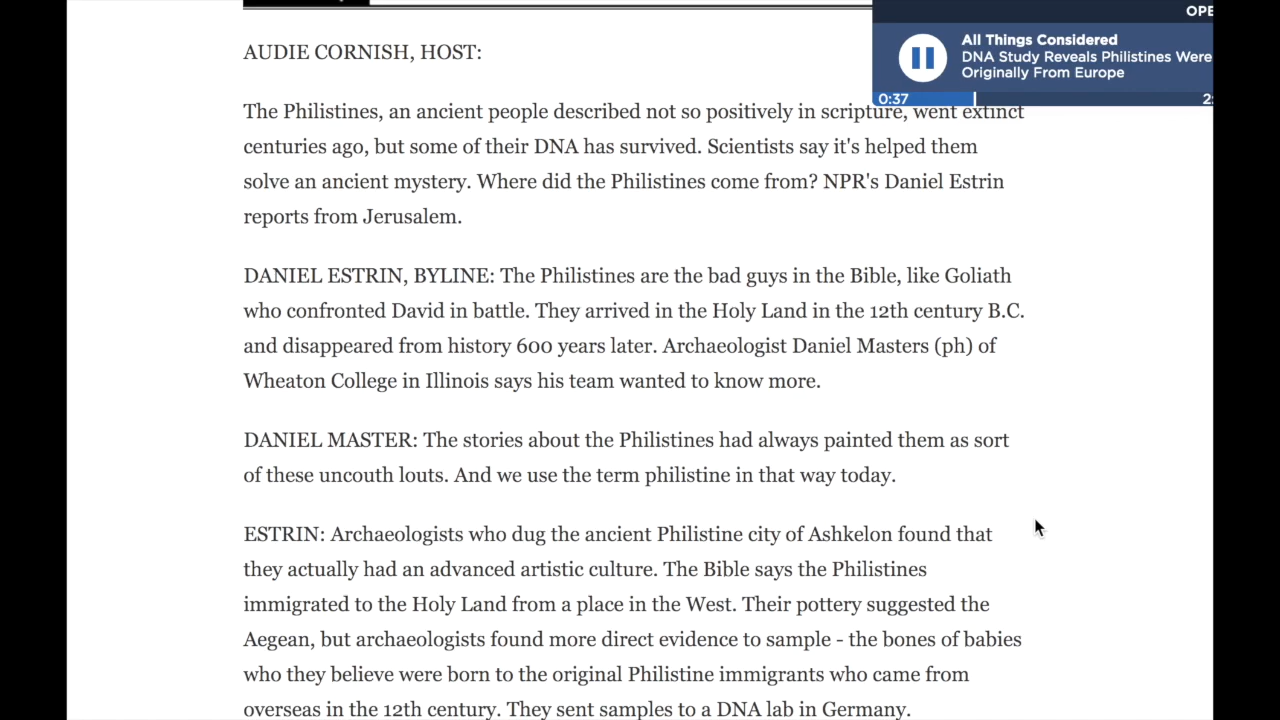 OPE
All Things Considered
DNA Study Reveals Philistines Were
Originally From Europe
0:37
2:
AUDIE CORNISH, HOST:
The Philistines, an ancient people described not so positively in scripture, went extinct
centuries ago, but some of their DNA has survived. Scientists say it's helped them
solve an ancient mystery. Where did the Philistines come from? NPR's Daniel Estrin
reports from Jerusalem.
DANIEL ESTRIN, BYLINE: The Philistines are the bad guys in the Bible, like Goliath
who confronted David in battle. They arrived in the Holy Land in the 12th century B.C.
and disappeared from history 600 years later. Archaeologist Daniel Masters (ph) of
Wheaton College in Illinois says his team wanted to know more.
DANIEL MASTER: The stories about the Philistines had always painted them as sort
of these uncouth louts. And we use the term philistine in that way today.
ESTRIN: Archaeologists who dug the ancient Philistine city of Ashkelon found that
they actually had an advanced artistic culture. The Bible says the Philistines
immigrated to the Holy Land from a place in the West. Their pottery suggested the
Aegean, but archaeologists found more direct evidence to sample - the bones of babies
who they believe were born to the original Philistine immigrants who came from
overseas in the 12th century. They sent samples to a DNA lab in Germany.